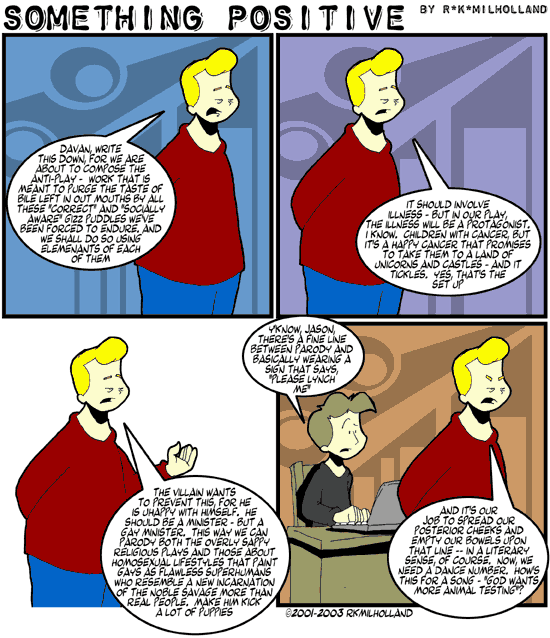 SOMETHING POSITIVE
BY R*K*MILHOLLAND
DAVAN, WRITE
THIS DOWN, FOR WE ARE
ABOUT TO COMPOSE THE
ANTI-PLAY - WORK THAT IS
MEANT TO PURGE THE TASTE OF
BILE LEFT IN OUT MOUTHS BY ALL
THESE "CORRECT" AND "SOCIALLY
AWARE" GIZZ PUDDLES WE'VE
BEEN FORCED TO ENDURE, AND
WE SHALL DO SO USING
ELEMENANTS OF EACH
OF THEM
IT SHOULD INVOLVE
ILLNESS - BUT IN OUR PLAY,
THE ILLNESS WILL BE A PROTAGONIST.
I KNOW. CHILDREN WITH CANCER, BUT
IT'S A HAPPY CANCER THAT PROMISES
TO TAKE THEM TO A LAND OF
UNICORNS AND CASTLES - AND IT
TICKLES. YES, THAT'S THE
SET UP
THE VILLAIN WANTS
TO PREVENT THIS, FOR HE
IS UHAPPY WITH HIMSELF. HE
SHOULD BE A MINISTER - BUT A
GAY MINISTER. THIS WAY WE CAN
PARODY BOTH THE OVERLY SAPPY
RELIGIOUS PLAYS AND THOSE ABOUT
HOMOSEXUAL LIFESTYLES THAT PAINT
GAYS AS FLAWLESS SUPERHUMANS
WHO RESEMBLE A NEW INCARNATION
OF THE NOBLE SAVAGE MORE THAN
REAL PEOPLE. MAKE HIM KICK
A LOT OF PUPPIES
Y'KNOW, JASON,
THERE'S A FINE LINE
BETWEEN PARODY AND
BASICALLY WEARING A
SIGN THAT SAYS,
"PLEASE LYNCH
ME"
AND IT'S OUR
JOB TO SPREAD OUR
POSTERIOR CHEEKS AND
EMPTY OUR BOWELS UPON
THAT LINE -- IN A LITERARY
SENSE, OF COURSE. NOW, WE
NEED A DANCE NUMBER. HOW'S
THIS FOR A SONG - "GOD WANTS
MORE ANIMAL TESTING"?
©2001-2003 RKMILHOLLAND